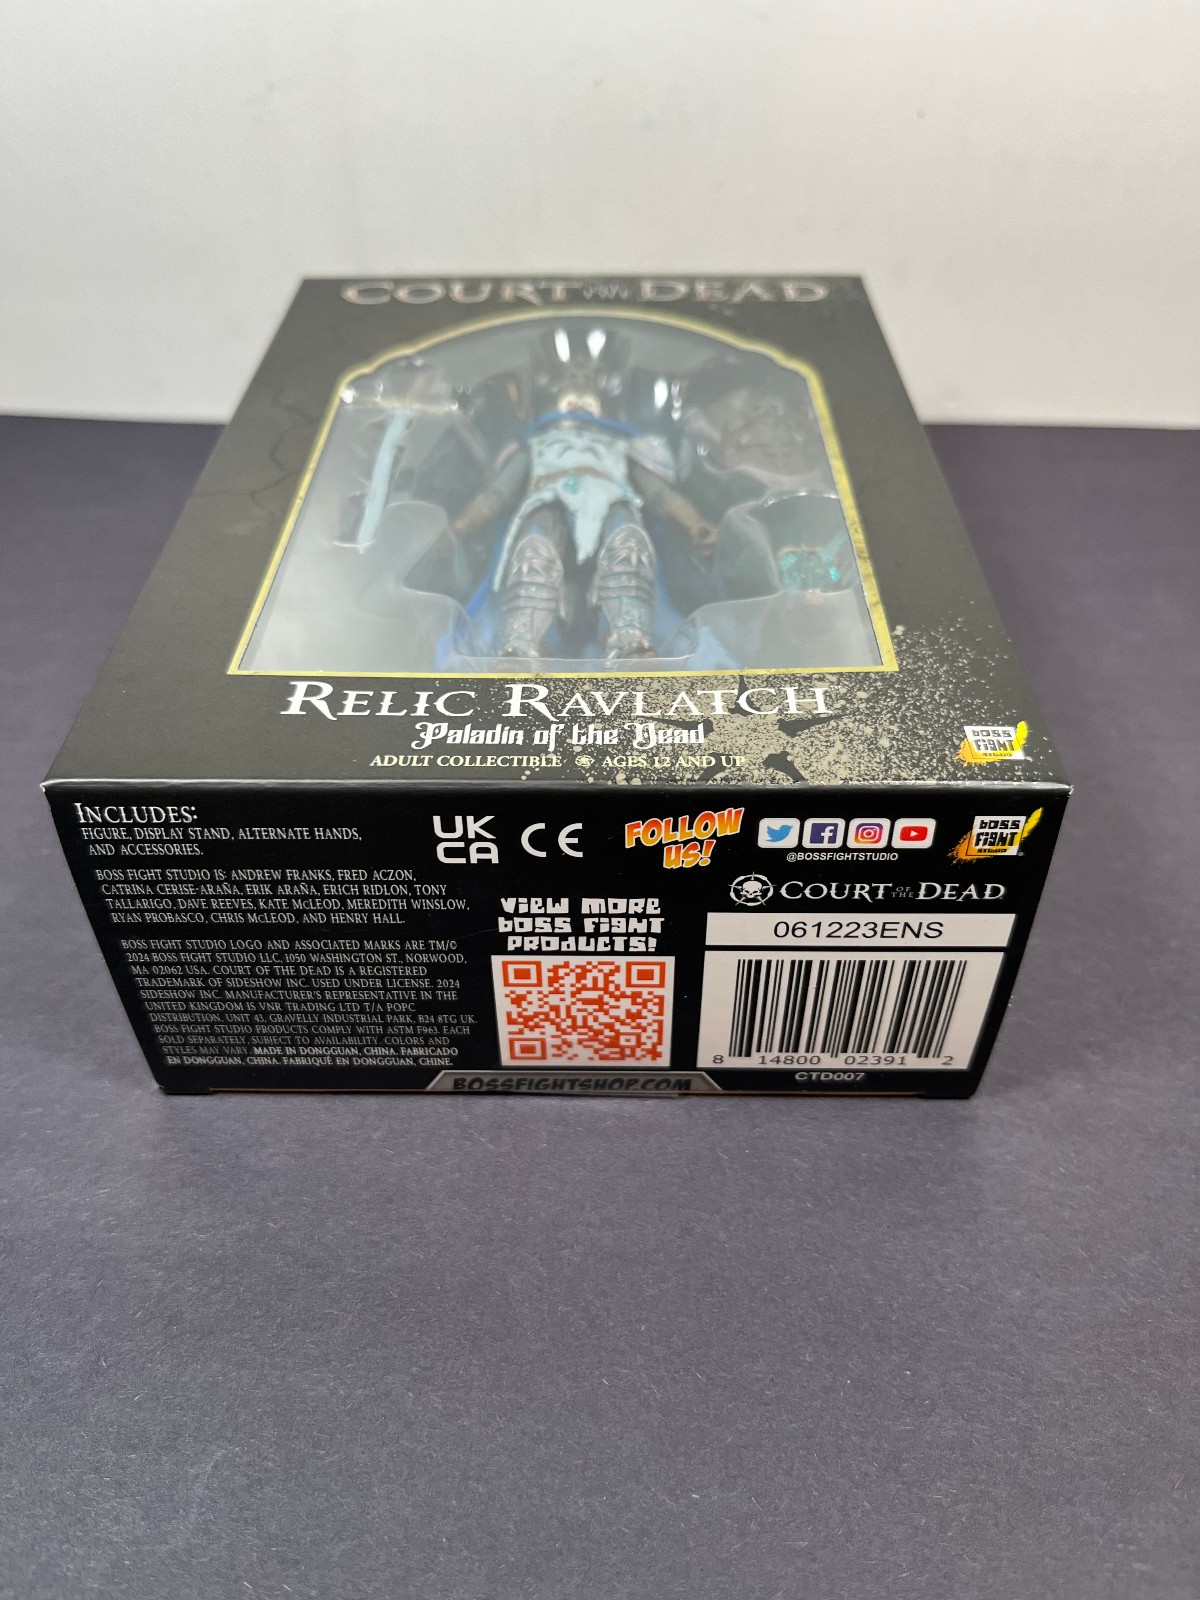 COURT OF THE DEAD
RELIC RAVLATCH
Paladin of the Dead
ADULT COLLECTIBLE AGES 12 AND UP
BOSS FIGHT STUDIO
INCLUDES:
FIGURE, DISPLAY STAND, ALTERNATE HANDS,
AND ACCESSORIES.
BOSS FIGHT STUDIO IS: ANDREW FRANKS, FRED ACZON,
CATRINA CERISE-ARAÑA, ERIK ARAÑA, ERICH RIDLON, TONY
TALLARIGO, DAVE REEVES, KATE McLEOD, MEREDITH WINSLOW,
RYAN PROBASCO, CHRIS McLEOD, AND HENRY HALL.
BOSS FIGHT STUDIO LOGO AND ASSOCIATED MARKS ARE TM/©
2024 BOSS FIGHT STUDIO LLC, 1050 WASHINGTON ST., NORWOOD,
MA 02062 USA. COURT OF THE DEAD IS A REGISTERED
TRADEMARK OF SIDESHOW INC. USED UNDER LICENSE. 2024
SIDESHOW INC. MANUFACTURER'S REPRESENTATIVE IN THE
UNITED KINGDOM IS VNR TRADING LTD T/A POPC
DISTRIBUTION, UNIT 43, GRAVELLY INDUSTRIAL PARK, B24 8TG UK.
BOSS FIGHT STUDIO PRODUCTS COMPLY WITH ASTM F963. EACH
SOLD SEPARATELY, SUBJECT TO AVAILABILITY. COLORS AND
STYLES MAY VARY. MADE IN DONGGUAN, CHINA. FABRICADO
EN DONGGUAN, CHINA. FABRIQUÉ EN DONGGUAN, CHINE.
UK
CA
CE
VIEW MORE
BOSS FIGHT
PRODUCTS!
FOLLOW
US!
@BOSSFIGHTSTUDIO
BOSS FIGHT STUDIO
COURT OF THE DEAD
061223ENS
8 14800 02391 2
CTD007
BOSSFIGHTSHOP.COM